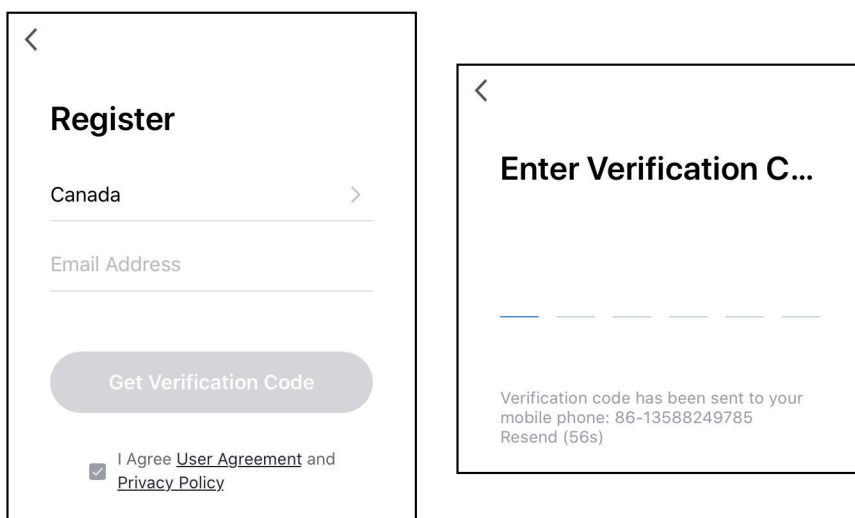 Register
Canada
Email Address
Get Verification Code
I Agree User Agreement and
Privacy Policy
Enter Verification C...
Verification code has been sent to your
mobile phone: 86-13588249785
Resend (56s)